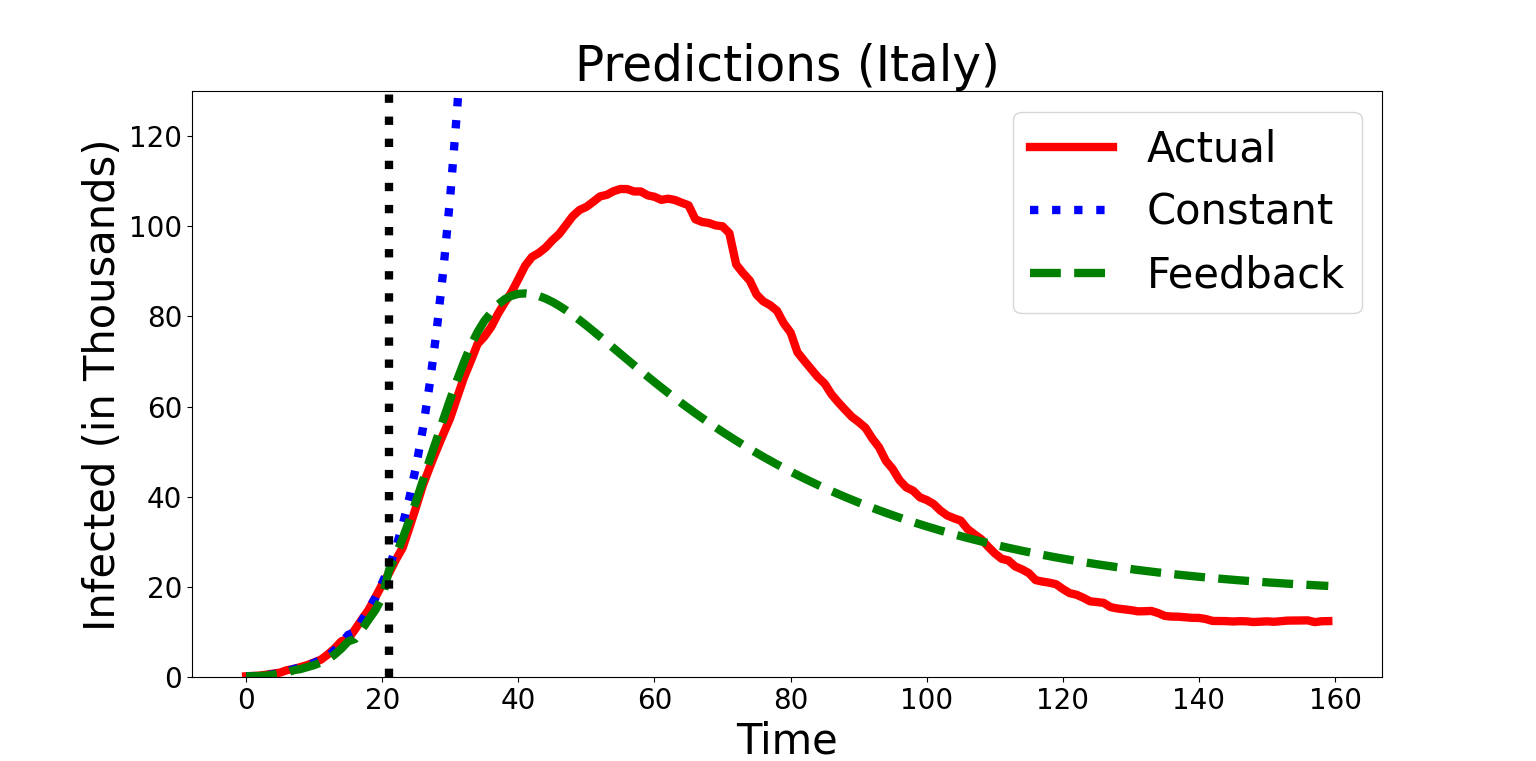 Predictions (Italy)
Infected (in Thousands)
120
100
80
60
40
20
0
Actual
Constant
Feedback
0 20 40 60 80 100 120 140 160
Time